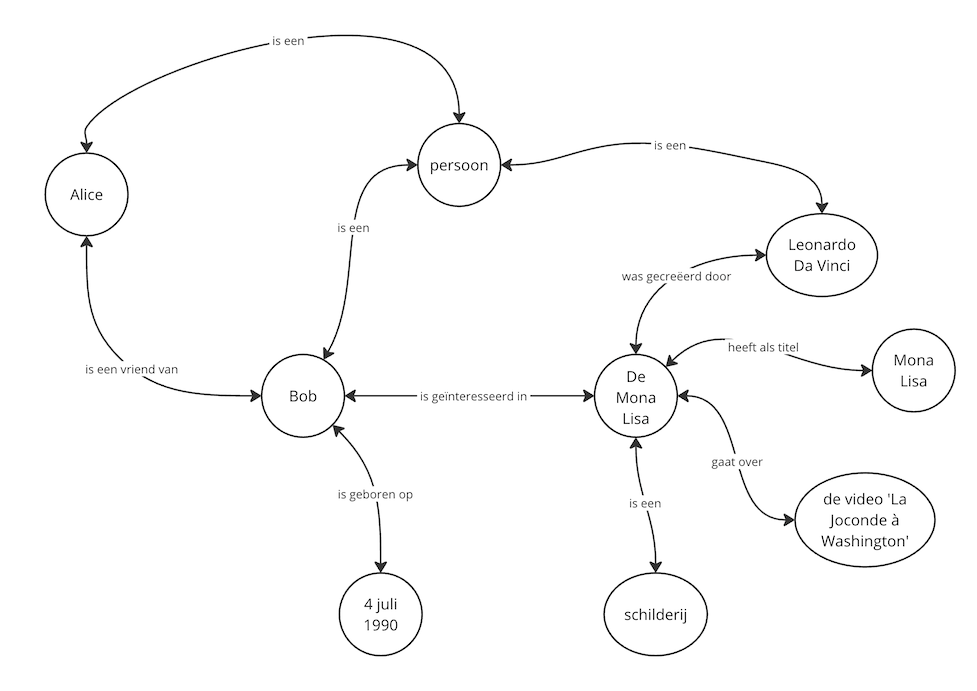 is een
persoon
is een
Alice
is een
Leonardo
Da Vinci
was gecreëerd door
heeft als titel
Mona
Lisa
is een vriend van
Bob
is geïnteresseerd in
De
Mona
Lisa
gaat over
is geboren op
is een
de video 'La
Joconde à
Washington'
4 juli
1990
schilderij